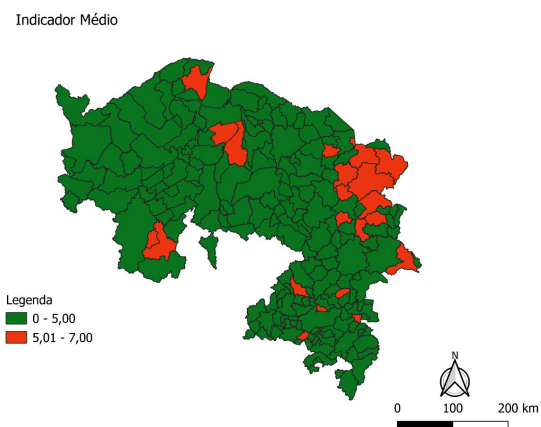 Indicador Médio
Legenda
0 - 5,00
5,01 - 7,00
N
0 100 200 km